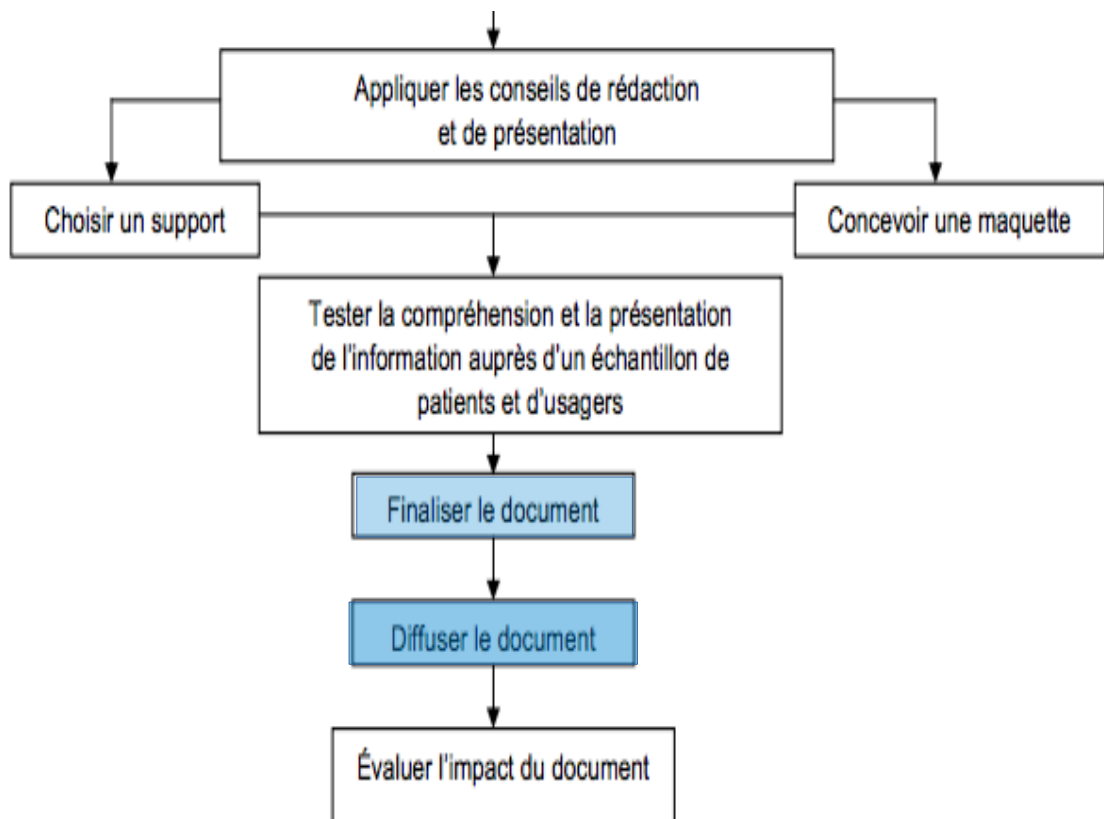 Appliquer les conseils de rédaction
et de présentation
Choisir un support
Concevoir une maquette
Tester la compréhension et la présentation
de l'information auprès d'un échantillon de
patients et d'usagers
Finaliser le document
Diffuser le document
Évaluer l'impact du document